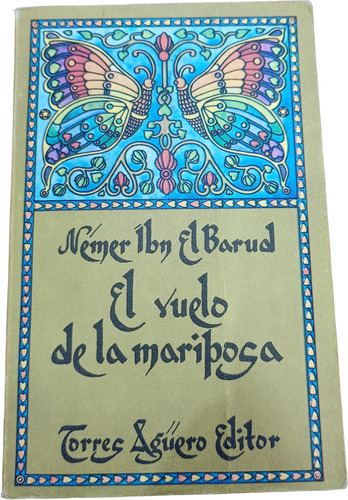 Némer Ibn El Barud
El vuelo
de la mariposa
Torres Agüero Editor